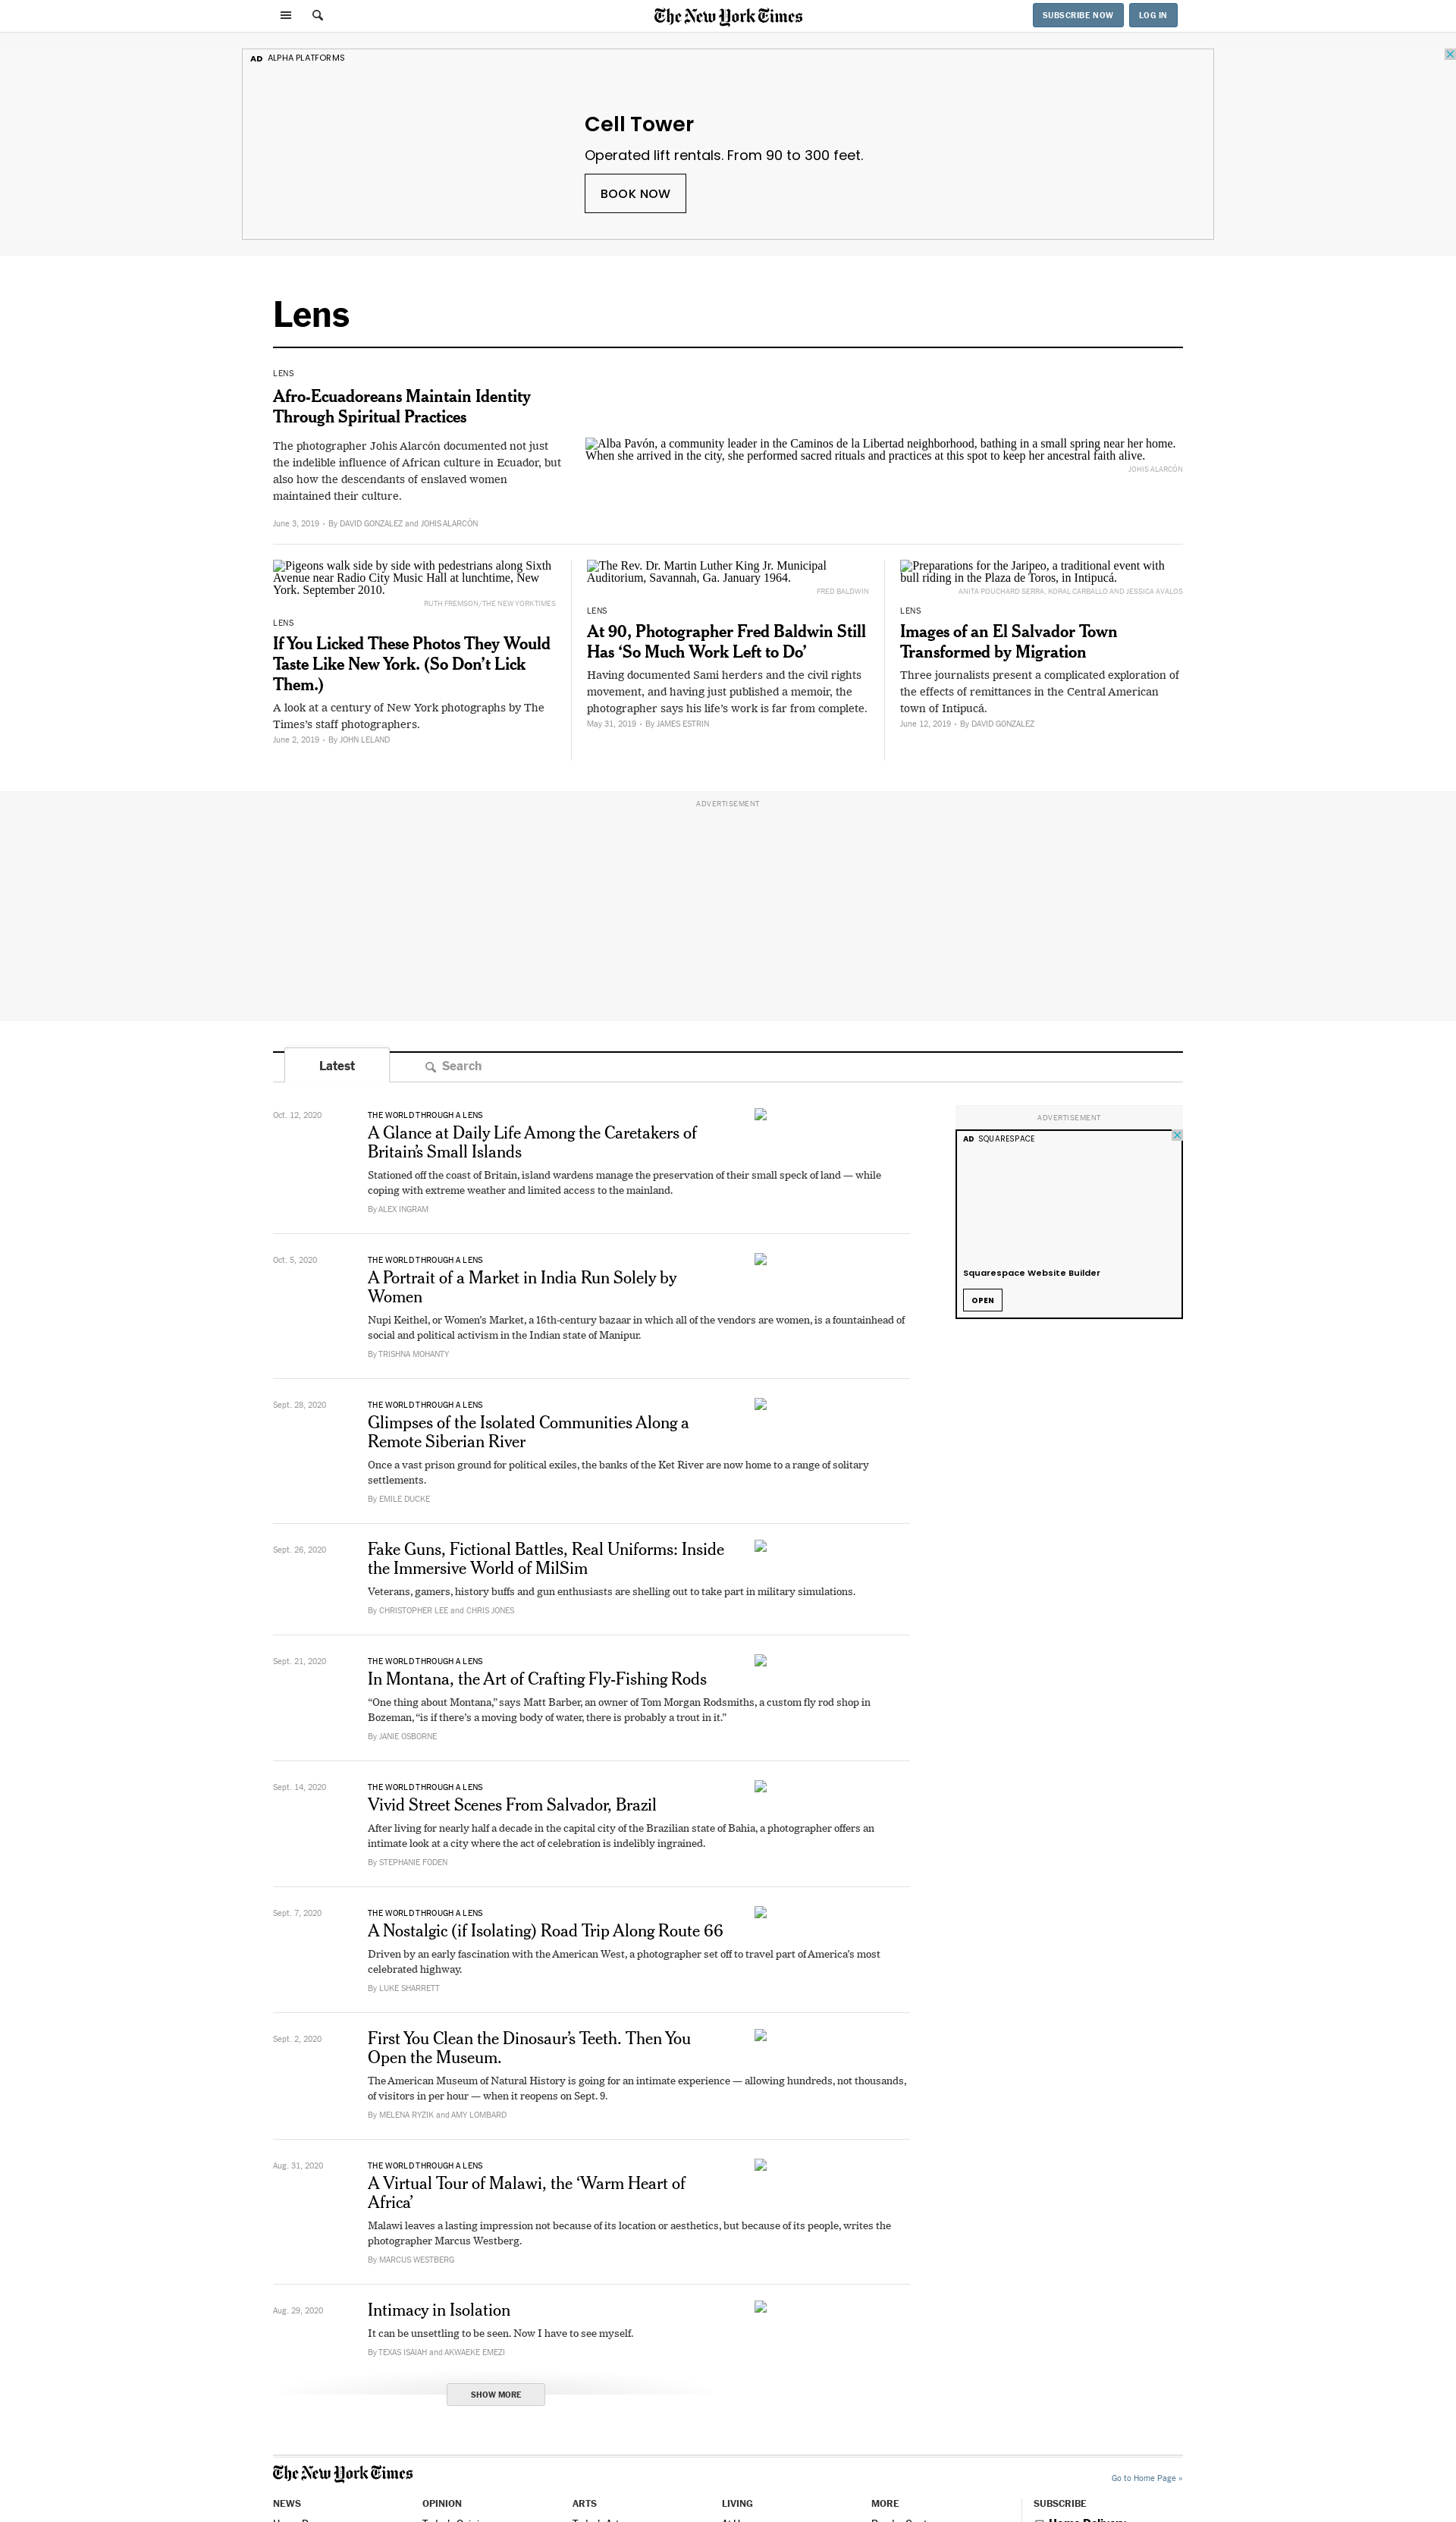 The New York Times
SUBSCRIBE NOW
LOG IN
AD ALPHA PLATFORMS
Cell Tower
Operated lift rentals. From 90 to 300 feet.
BOOK NOW
Lens
LENS
Afro-Ecuadoreans Maintain Identity
Through Spiritual Practices
The photographer Johis Alarcón documented not just
the indelible influence of African culture in Ecuador, but
also how the descendants of enslaved women
maintained their culture.
June 3, 2019 • By DAVID GONZALEZ and JOHIS ALARCÓN
Alba Pavón, a community leader in the Caminos de la Libertad neighborhood, bathing in a small spring near her home.
When she arrived in the city, she performed sacred rituals and practices at this spot to keep her ancestral faith alive.
JOHIS ALARCÓN
Pigeons walk side by side with pedestrians along Sixth
Avenue near Radio City Music Hall at lunchtime, New
York. September 2010.
RUTH FREMSON/THE NEW YORK TIMES
LENS
If You Licked These Photos They Would
Taste Like New York. (So Don’t Lick
Them.)
A look at a century of New York photographs by The
Times’s staff photographers.
June 2, 2019 • By JOHN LELAND
The Rev. Dr. Martin Luther King Jr. Municipal
Auditorium, Savannah, Ga. January 1964.
FRED BALDWIN
LENS
At 90, Photographer Fred Baldwin Still
Has ‘So Much Work Left to Do’
Having documented Sami herders and the civil rights
movement, and having just published a memoir, the
photographer says his life’s work is far from complete.
May 31, 2019 • By JAMES ESTRIN
Preparations for the Jaripeo, a traditional event with
bull riding in the Plaza de Toros, in Intipucá.
ANITA POUCHARD SERRA, KORAL CARBALLO AND JESSICA AVALOS
LENS
Images of an El Salvador Town
Transformed by Migration
Three journalists present a complicated exploration of
the effects of remittances in the Central American
town of Intipucá.
June 12, 2019 • By DAVID GONZALEZ
ADVERTISEMENT
Latest
Search
Oct. 12, 2020
THE WORLD THROUGH A LENS
A Glance at Daily Life Among the Caretakers of
Britain’s Small Islands
Stationed off the coast of Britain, island wardens manage the preservation of their small speck of land — while
coping with extreme weather and limited access to the mainland.
By ALEX INGRAM
ADVERTISEMENT
AD SQUARESPACE
Squarespace Website Builder
OPEN
Oct. 5, 2020
THE WORLD THROUGH A LENS
A Portrait of a Market in India Run Solely by
Women
Nupi Keithel, or Women’s Market, a 16th-century bazaar in which all of the vendors are women, is a fountainhead of
social and political activism in the Indian state of Manipur.
By TRISHNA MOHANTY
Sept. 28, 2020
THE WORLD THROUGH A LENS
Glimpses of the Isolated Communities Along a
Remote Siberian River
Once a vast prison ground for political exiles, the banks of the Ket River are now home to a range of solitary
settlements.
By EMILE DUCKE
Sept. 26, 2020
Fake Guns, Fictional Battles, Real Uniforms: Inside
the Immersive World of MilSim
Veterans, gamers, history buffs and gun enthusiasts are shelling out to take part in military simulations.
By CHRISTOPHER LEE and CHRIS JONES
Sept. 21, 2020
THE WORLD THROUGH A LENS
In Montana, the Art of Crafting Fly-Fishing Rods
“One thing about Montana,” says Matt Barber, an owner of Tom Morgan Rodsmiths, a custom fly rod shop in
Bozeman, “is if there’s a moving body of water, there is probably a trout in it.”
By JANIE OSBORNE
Sept. 14, 2020
THE WORLD THROUGH A LENS
Vivid Street Scenes From Salvador, Brazil
After living for nearly half a decade in the capital city of the Brazilian state of Bahia, a photographer offers an
intimate look at a city where the act of celebration is indelibly ingrained.
By STEPHANIE FODEN
Sept. 7, 2020
THE WORLD THROUGH A LENS
A Nostalgic (if Isolating) Road Trip Along Route 66
Driven by an early fascination with the American West, a photographer set off to travel part of America’s most
celebrated highway.
By LUKE SHARRETT
Sept. 2, 2020
First You Clean the Dinosaur’s Teeth. Then You
Open the Museum.
The American Museum of Natural History is going for an intimate experience — allowing hundreds, not thousands,
of visitors in per hour — when it reopens on Sept. 9.
By MELENA RYZIK and AMY LOMBARD
Aug. 31, 2020
THE WORLD THROUGH A LENS
A Virtual Tour of Malawi, the ‘Warm Heart of
Africa’
Malawi leaves a lasting impression not because of its location or aesthetics, but because of its people, writes the
photographer Marcus Westberg.
By MARCUS WESTBERG
Aug. 29, 2020
Intimacy in Isolation
It can be unsettling to be seen. Now I have to see myself.
By TEXAS ISAIAH and AKWAEKE EMEZI
SHOW MORE
The New York Times
Go to Home Page »
NEWS
OPINION
ARTS
LIVING
MORE
SUBSCRIBE